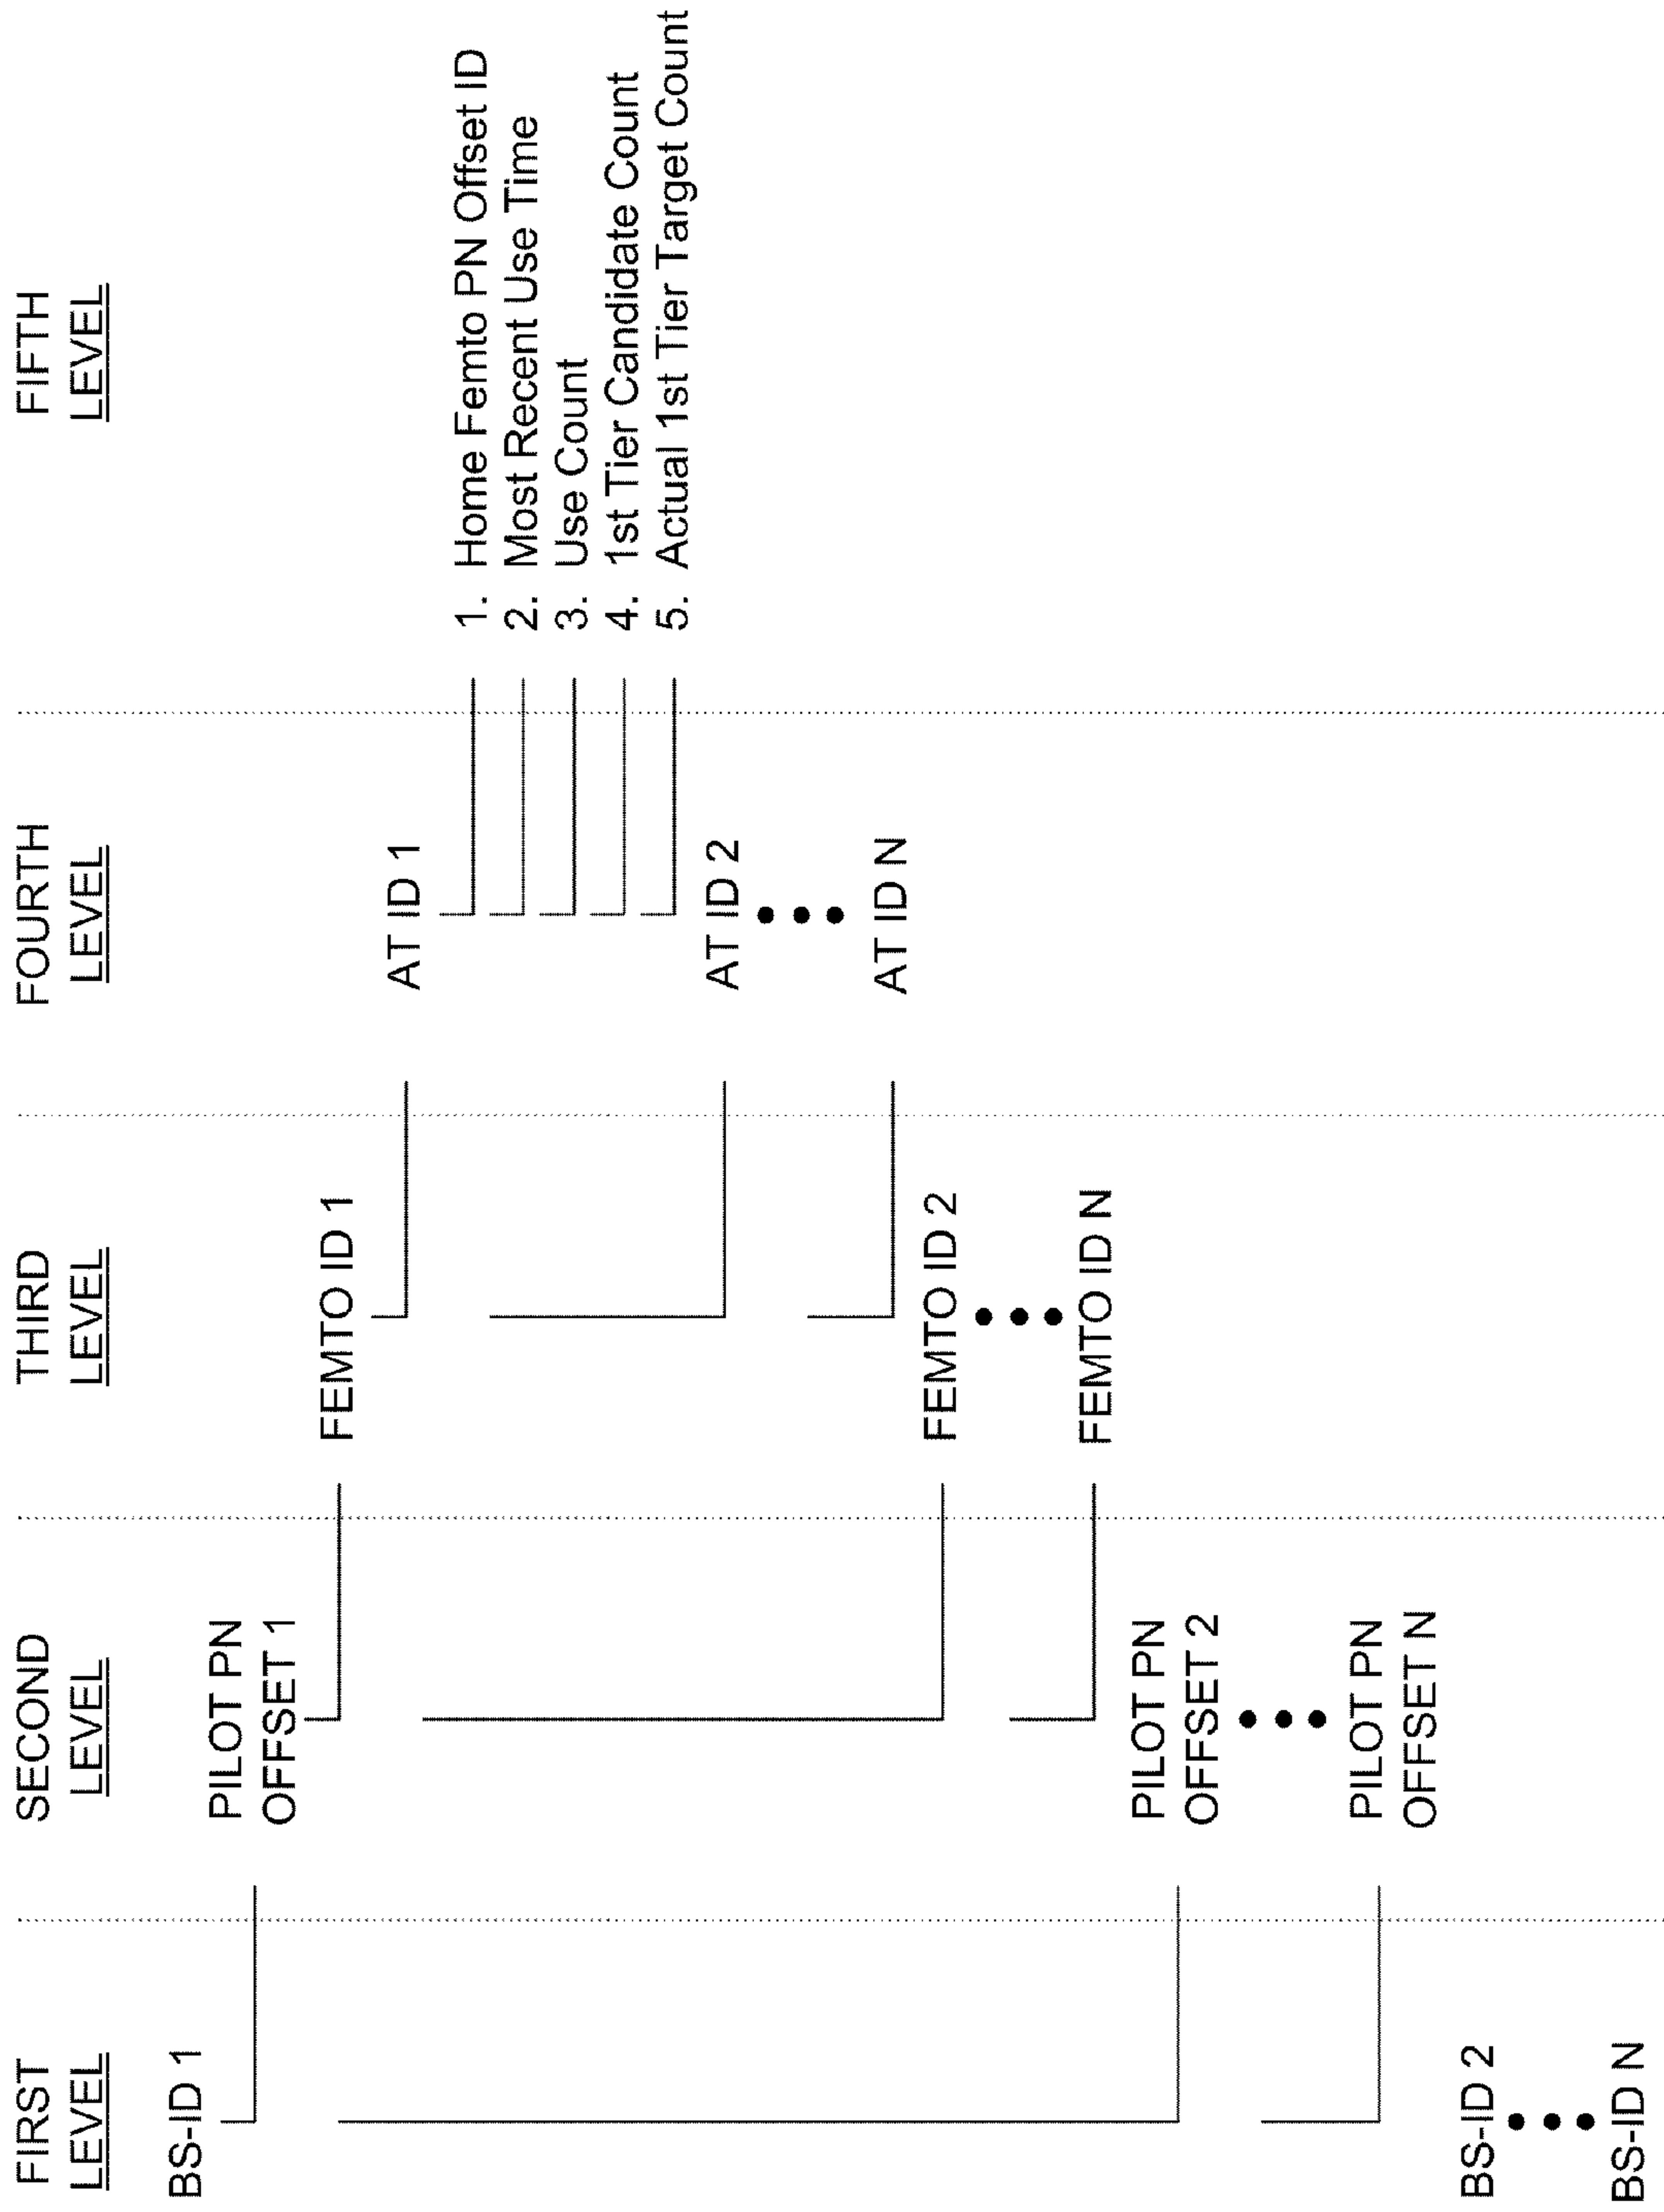 FIRST
LEVEL
SECOND
LEVEL
THIRD
LEVEL
FOURTH
LEVEL
FIFTH
LEVEL
BS-ID 1
PILOT PN
OFFSET 1
FEMTO ID 1
AT ID 1
1. Home Femto PN Offset ID
2. Most Recent Use Time
3. Use Count
4. 1st Tier Candidate Count
5. Actual 1st Tier Target Count
AT ID 2
AT ID N
FEMTO ID 2
FEMTO ID N
PILOT PN
OFFSET 2
PILOT PN
OFFSET N
BS-ID 2
BS-ID N